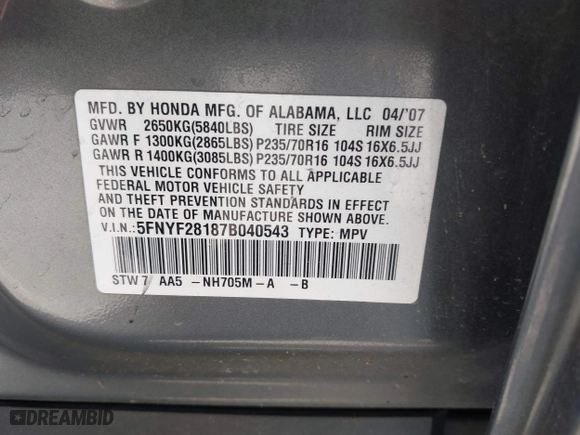 MFD. BY HONDA MFG. OF ALABAMA, LLC 04/'07
GVWR 2650KG(5840LBS) TIRE SIZE RIM SIZE
GAWR F 1300KG(2865LBS) P235/70R16 104S 16X6.5JJ
GAWR R 1400KG(3085LBS) P235/70R16 104S 16X6.5JJ
THIS VEHICLE CONFORMS TO ALL APPLICABLE
FEDERAL MOTOR VEHICLE SAFETY
AND THEFT PREVENTION STANDARDS IN EFFECT
ON THE DATE OF MANUFACTURE SHOWN ABOVE.
V.I.N.: 5FNYF28187B040543 TYPE: MPV
STW 7 AA5 -NH705M-A -B
DREAMBID